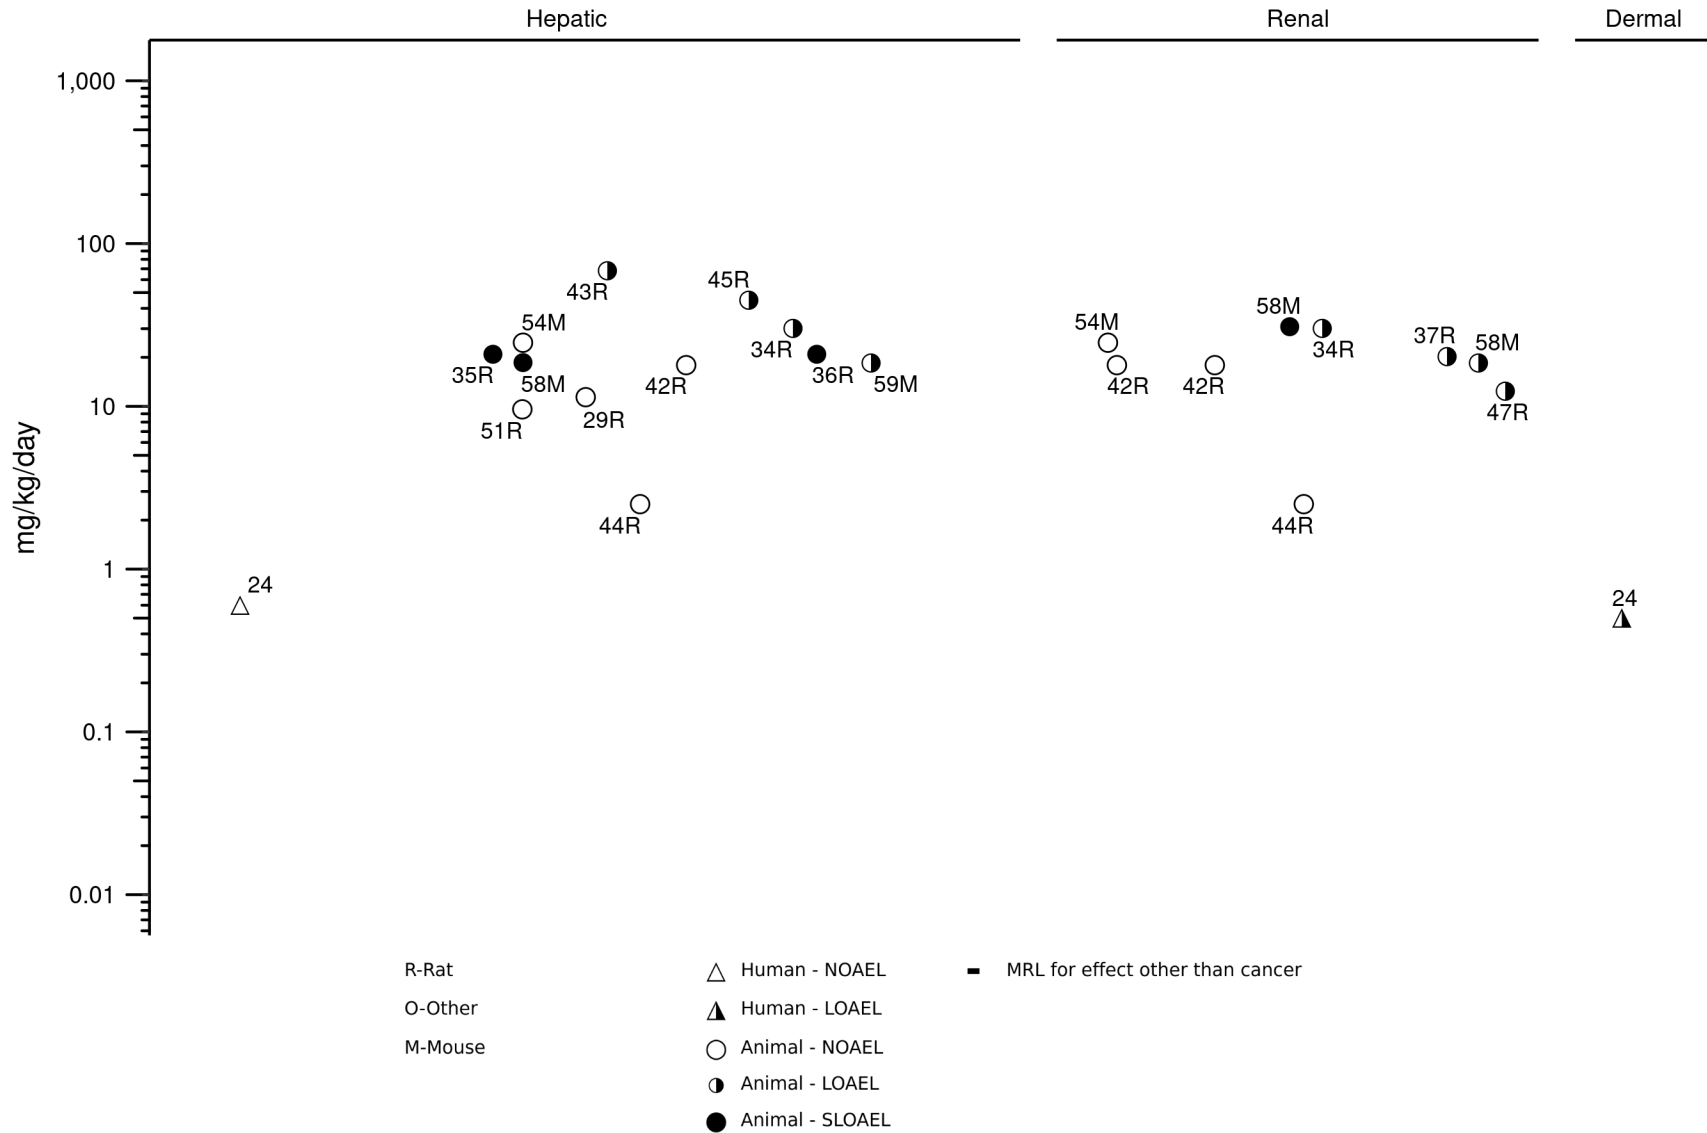 Hepatic Renal Dermal
1,000
100
10
1
0.1
0.01
mg/kg/day
24
35R
54M
58M
51R
43R
29R
44R
42R
45R
34R
36R
59M
54M
42R
42R
58M
34R
44R
37R
58M
47R
24
R-Rat
O-Other
M-Mouse
Human - NOAEL
Human - LOAEL
Animal - NOAEL
Animal - LOAEL
Animal - SLOAEL
MRL for effect other than cancer